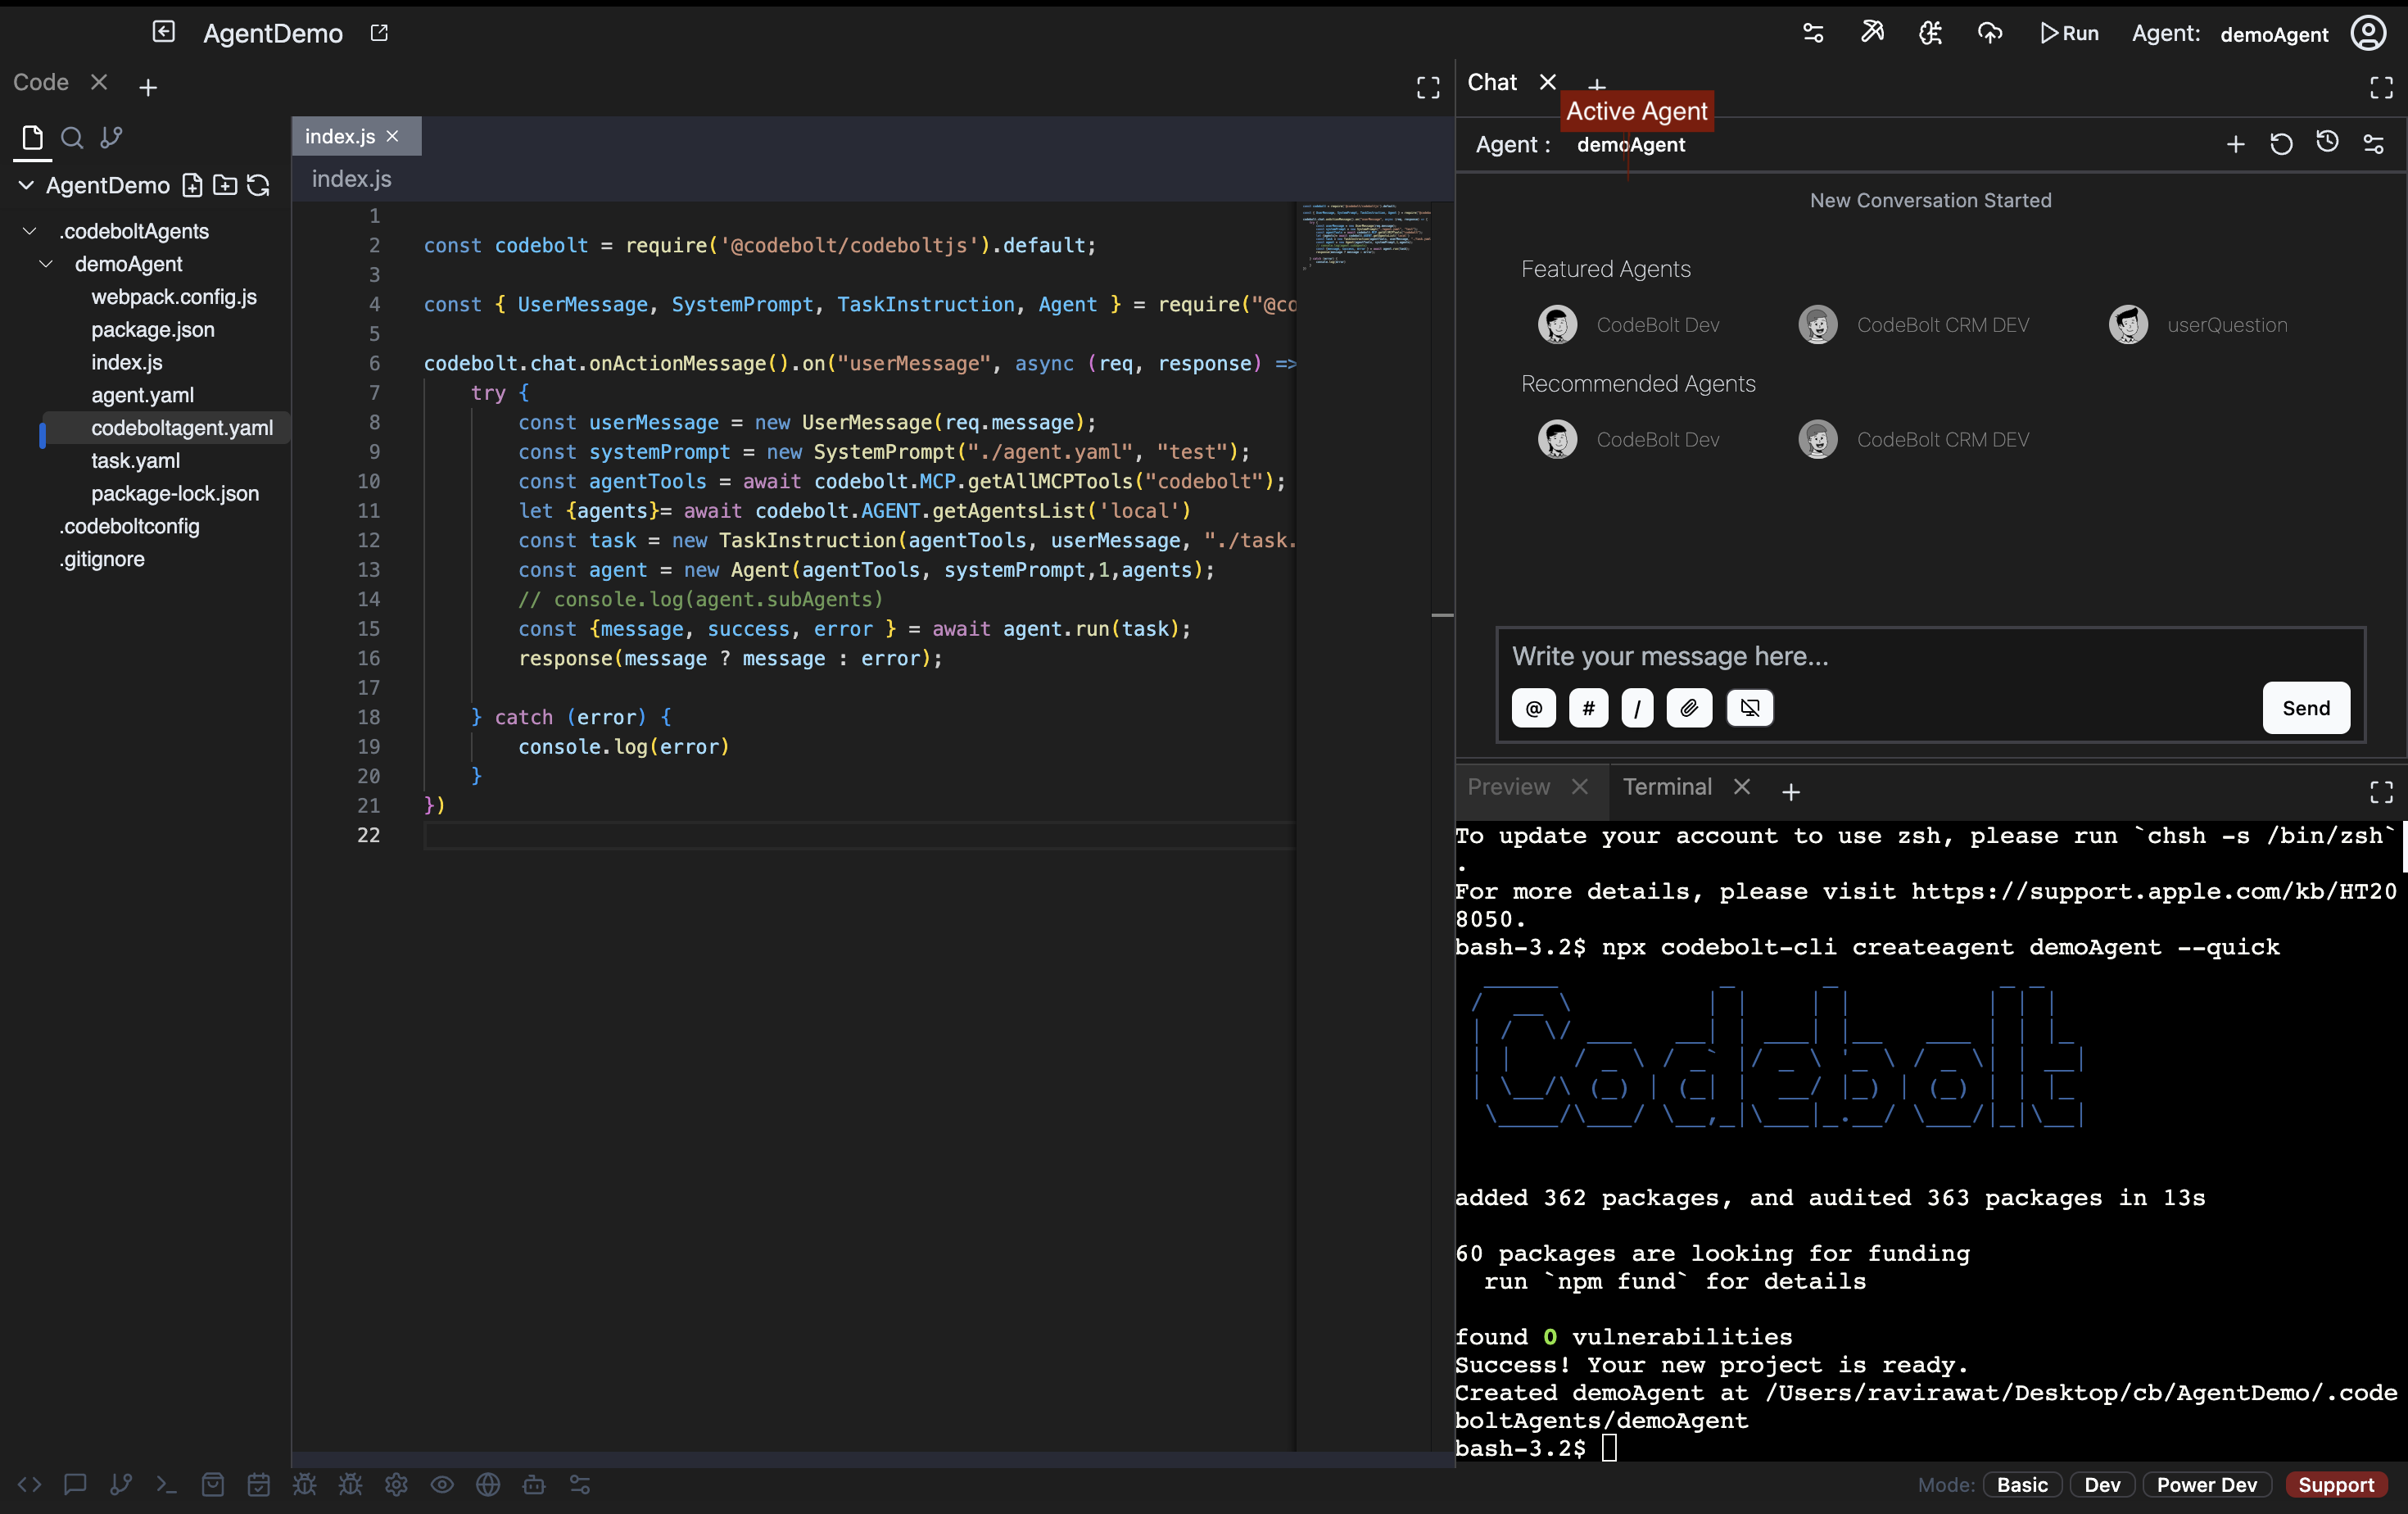 AgentDemo
Run
Agent: demoAgent
Code
AgentDemo
.codeboltAgents
demoAgent
webpack.config.js
package.json
index.js
agent.yaml
codeboltagent.yaml
task.yaml
package-lock.json
.codeboltconfig
.gitignore
index.js
index.js
1
2 const codebolt = require('@codebolt/codeboltjs').default;
3
4 const { UserMessage, SystemPrompt, TaskInstruction, Agent } = require("@co
5
6 codebolt.chat.onActionMessage().on("userMessage", async (req, response) =>
7 try {
8 const userMessage = new UserMessage(req.message);
9 const systemPrompt = new SystemPrompt("./agent.yaml", "test");
10 const agentTools = await codebolt.MCP.getAllMCPTools("codebolt");
11 let {agents}= await codebolt.AGENT.getAgentsList('local')
12 const task = new TaskInstruction(agentTools, userMessage, "./task.
13 const agent = new Agent(agentTools, systemPrompt,1,agents);
14 // console.log(agent.subAgents)
15 const {message, success, error } = await agent.run(task);
16 response(message ? message : error);
17
18 } catch (error) {
19 console.log(error)
20 }
21 })
22
Chat
Active Agent
Agent : demoAgent
New Conversation Started
Featured Agents
CodeBolt Dev CodeBolt CRM DEV userQuestion
Recommended Agents
CodeBolt Dev CodeBolt CRM DEV
Write your message here...
@ # /
Send
Preview Terminal
To update your account to use zsh, please run `chsh -s /bin/zsh`
.
For more details, please visit https://support.apple.com/kb/HT20
8050.
bash-3.2$ npx codebolt-cli createagent demoAgent --quick
Codebolt
added 362 packages, and audited 363 packages in 13s
60 packages are looking for funding
run `npm fund` for details
found 0 vulnerabilities
Success! Your new project is ready.
Created demoAgent at /Users/ravirawat/Desktop/cb/AgentDemo/.code
boltAgents/demoAgent
bash-3.2$
Mode: Basic Dev Power Dev Support